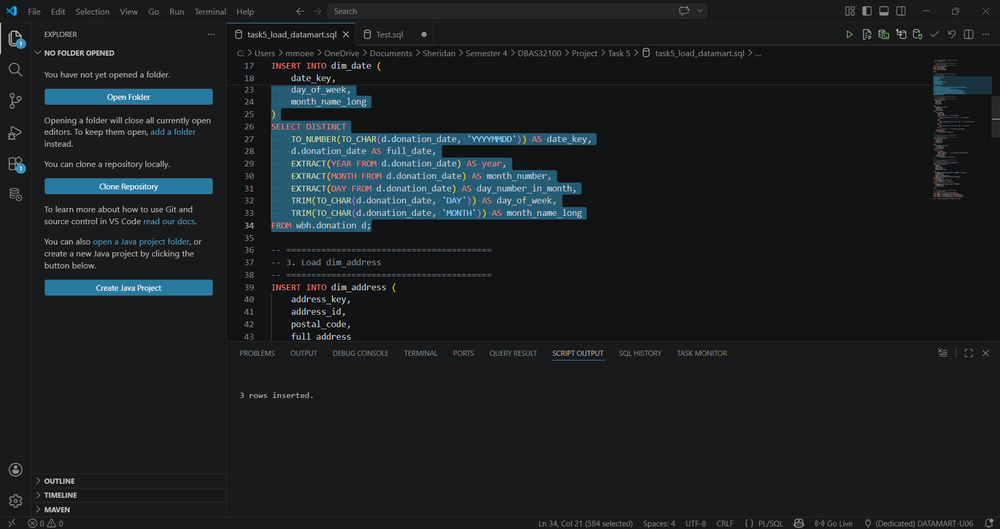 File Edit Selection View Go Run Terminal Help
Search
EXPLORER
NO FOLDER OPENED
You have not yet opened a folder.
Open Folder
Opening a folder will close all currently open
editors. To keep them open, add a folder
instead.
You can clone a repository locally.
Clone Repository
To learn more about how to use Git and
source control in VS Code read our docs.
You can also open a Java project folder, or
create a new Java project by clicking the
button below.
Create Java Project
OUTLINE
TIMELINE
MAVEN
1
1
task5_load_datamart.sql
Test.sql
C: > Users > mmoee > OneDrive > Documents > Sheridan > Semester 4 > DBAS32100 > Project > Task 5 > task5_load_datamart.sql > ...
17 INSERT INTO dim_date (
18 date_key,
23 day_of_week,
24 month_name_long
25 )
26 SELECT DISTINCT
27 TO_NUMBER(TO_CHAR(d.donation_date, 'YYYYMMDD')) AS date_key,
28 d.donation_date AS full_date,
29 EXTRACT(YEAR FROM d.donation_date) AS year,
30 EXTRACT(MONTH FROM d.donation_date) AS month_number,
31 EXTRACT(DAY FROM d.donation_date) AS day_number_in_month,
32 TRIM(TO_CHAR(d.donation_date, 'DAY')) AS day_of_week,
33 TRIM(TO_CHAR(d.donation_date, 'MONTH')) AS month_name_long
34 FROM wbh.donation d;
35
36 -- =========================================
37 -- 3. Load dim_address
38 -- =========================================
39 INSERT INTO dim_address (
40 address_key,
41 address_id,
42 postal_code,
43 full_address
PROBLEMS OUTPUT DEBUG CONSOLE TERMINAL PORTS QUERY RESULT SCRIPT OUTPUT SQL HISTORY TASK MONITOR
3 rows inserted.
0 0 Ln 34, Col 21 (584 selected) Spaces: 4 UTF-8 CRLF {} PL/SQL Go Live (Dedicated) DATAMART-U06